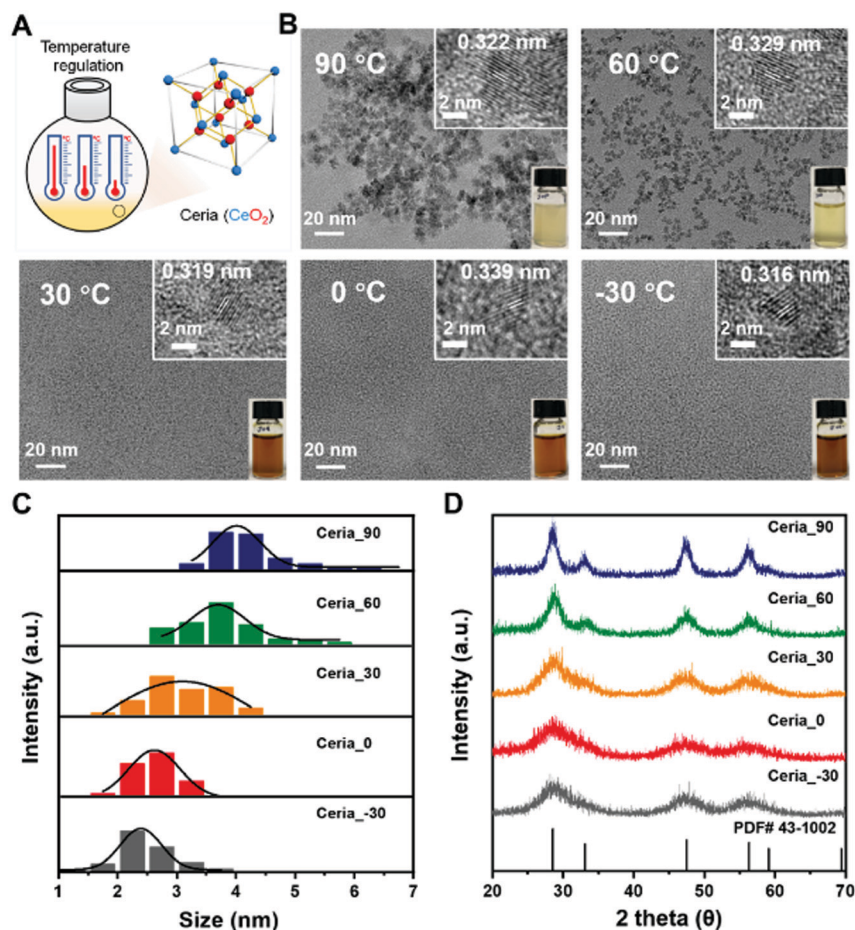 A
Temperature
regulation
°C °C °C
Ceria (CeO2)
B
90 °C
0.322 nm
2 nm
20 nm
60 °C
0.329 nm
2 nm
20 nm
30 °C
0.319 nm
2 nm
20 nm
0 °C
0.339 nm
2 nm
20 nm
-30 °C
0.316 nm
2 nm
20 nm
C
Intensity (a.u.)
Ceria_90
Ceria_60
Ceria_30
Ceria_0
Ceria_-30
1 2 3 4 5 6 7
Size (nm)
D
Intensity (a.u.)
Ceria_90
Ceria_60
Ceria_30
Ceria_0
Ceria_-30
PDF# 43-1002
20 30 40 50 60 70
2 theta (θ)